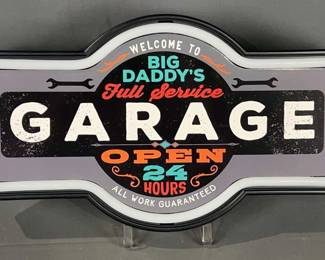 WELCOME TO
BIG
DADDY'S
Full Service
GARAGE
OPEN
24
HOURS
ALL WORK GUARANTEED